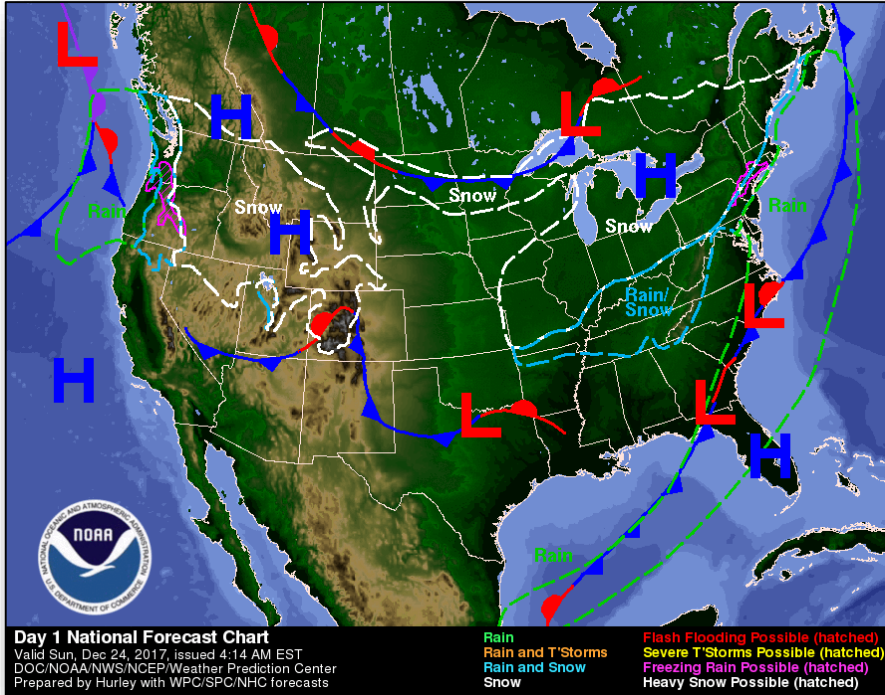 L
H
L
H
Rain
Snow
H
Snow
Snow
Rain
H
Rain/
Snow
L
H
L
L
H
Rain
NATIONAL OCEANIC AND ATMOSPHERIC ADMINISTRATION
NOAA
U.S. DEPARTMENT OF COMMERCE
Day 1 National Forecast Chart
Valid Sun, Dec 24, 2017, issued 4:14 AM EST
DOC/NOAA/NWS/NCEP/Weather Prediction Center
Prepared by Hurley with WPC/SPC/NHC forecasts
Rain
Rain and T'Storms
Rain and Snow
Snow
Flash Flooding Possible (hatched)
Severe T'Storms Possible (hatched)
Freezing Rain Possible (hatched)
Heavy Snow Possible (hatched)